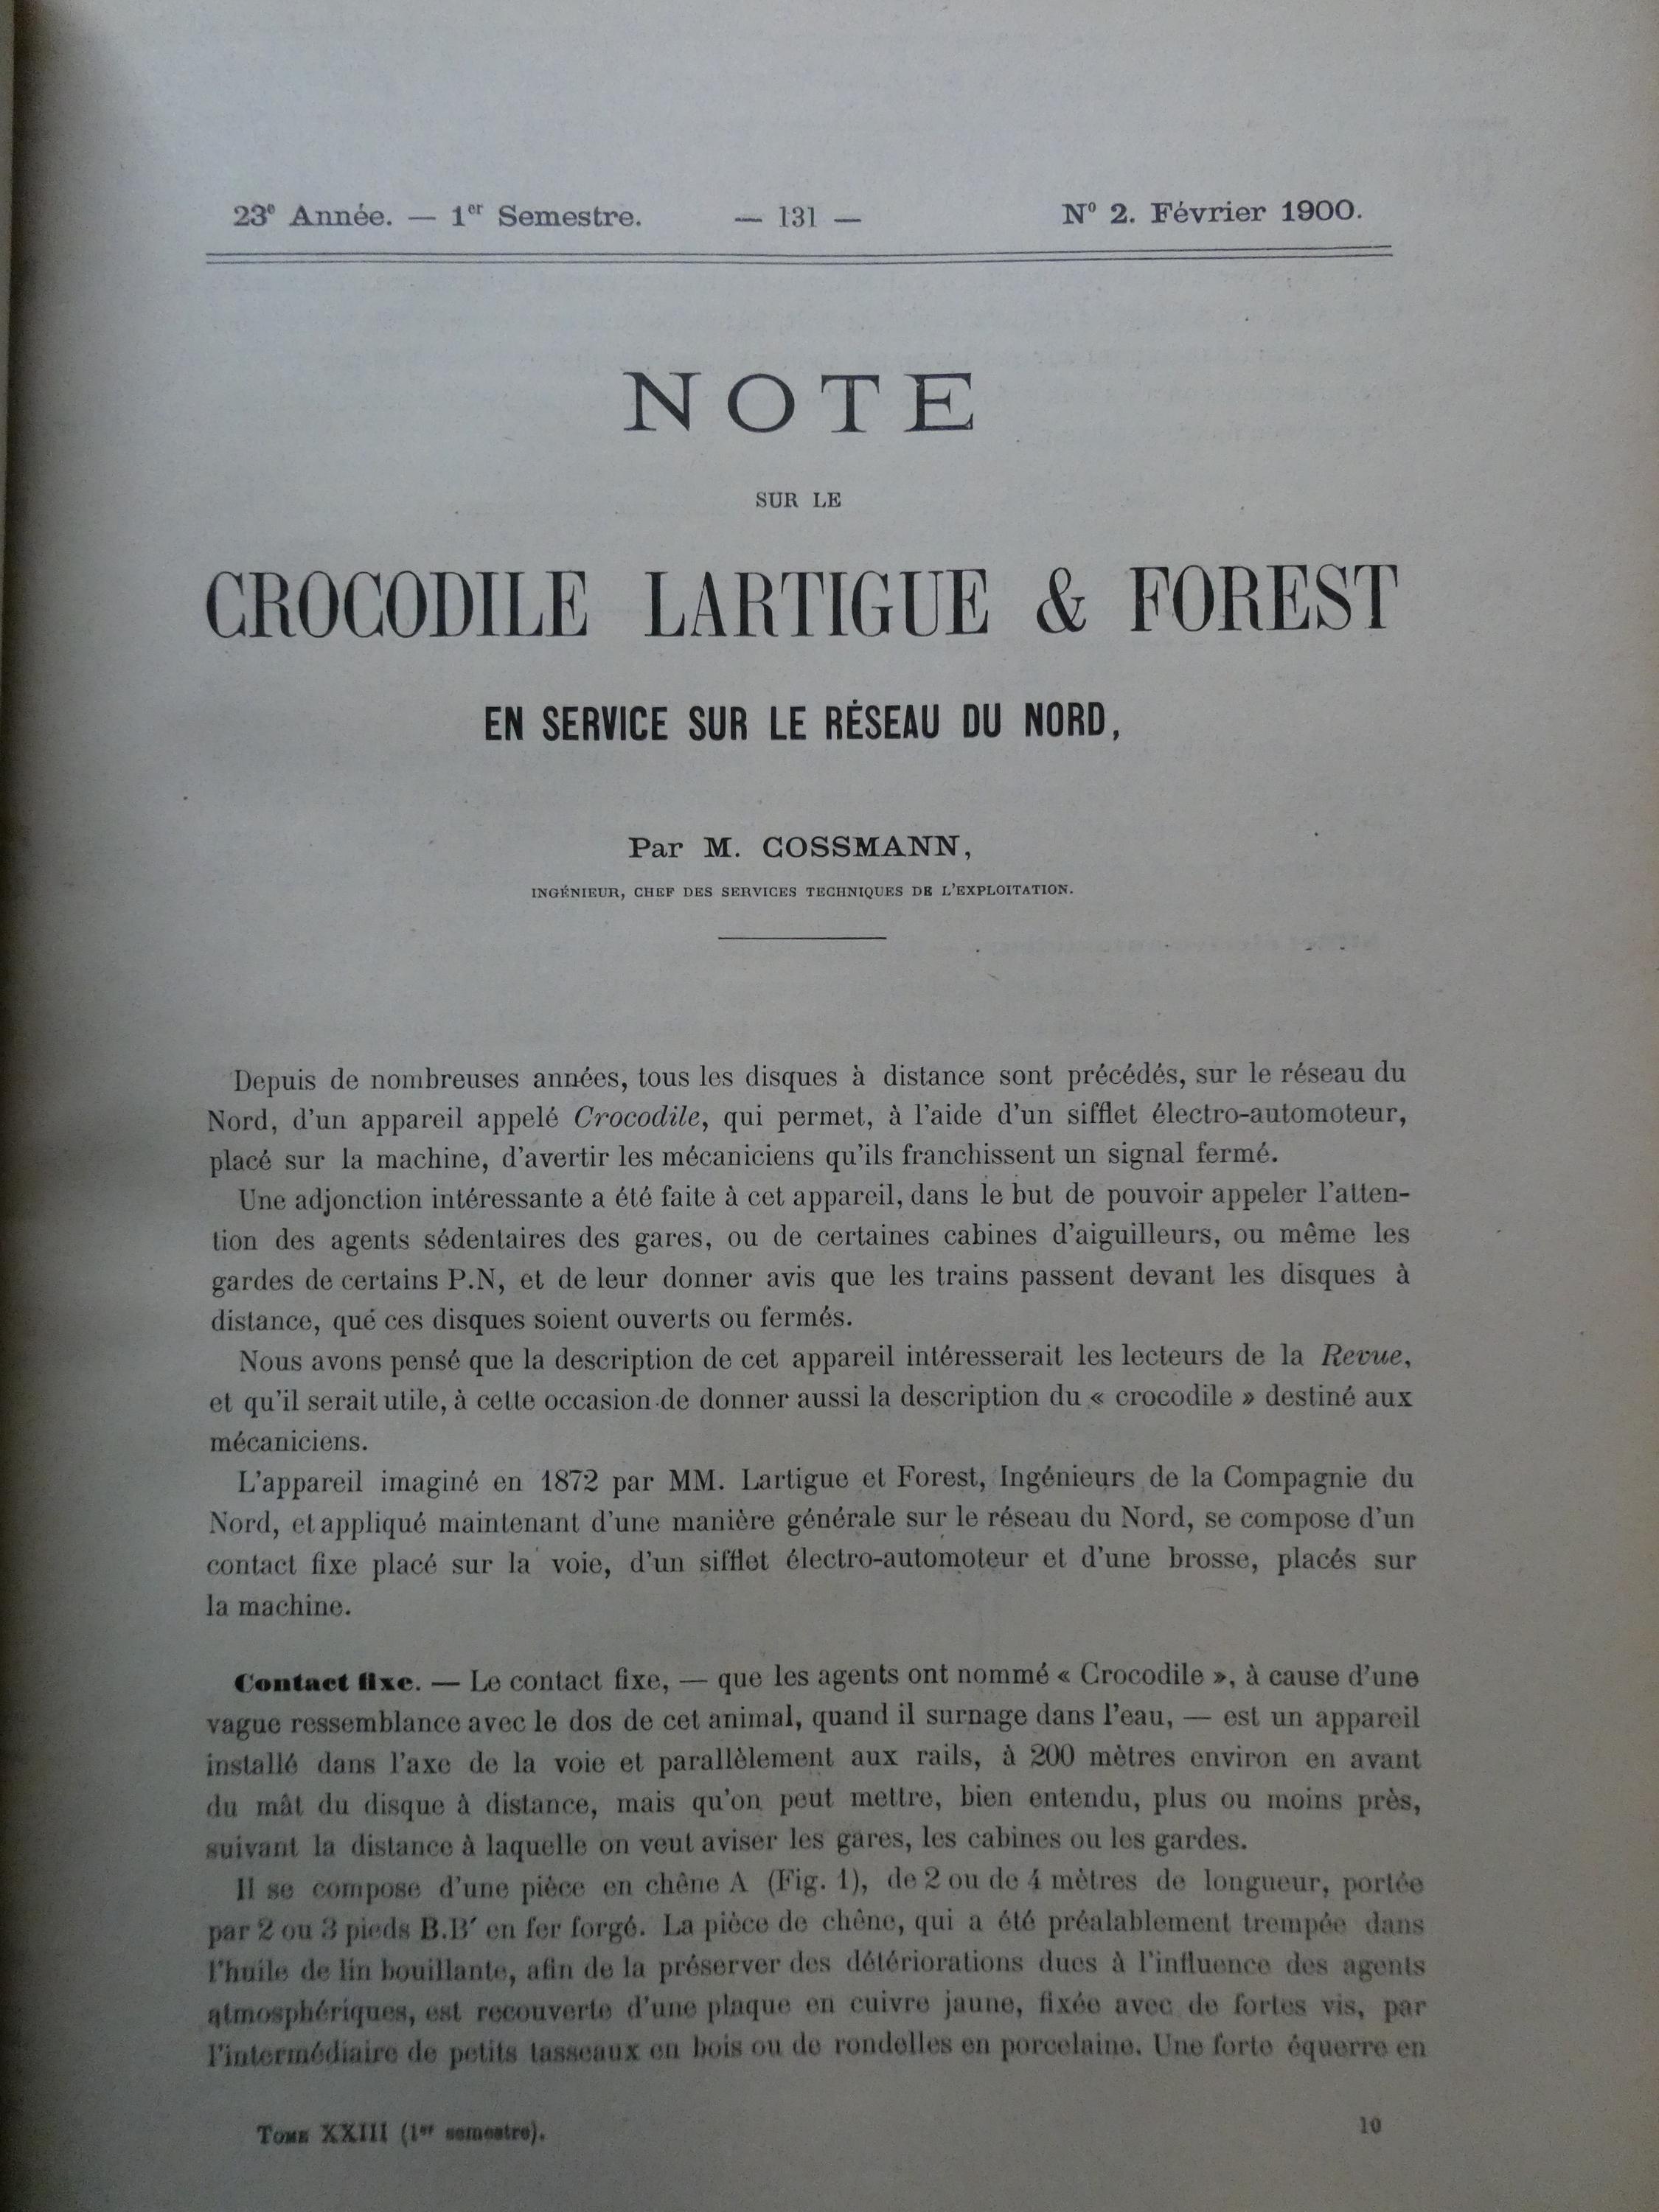 23e Année. — 1er Semestre. — 131 — No 2. Février 1900.
NOTE
SUR LE
CROCODILE LARTIGUE & FOREST
EN SERVICE SUR LE RÉSEAU DU NORD,
Par M. COSSMANN,
INGÉNIEUR, CHEF DES SERVICES TECHNIQUES DE L'EXPLOITATION.
Depuis de nombreuses années, tous les disques à distance sont précédés, sur le réseau du
Nord, d'un appareil appelé Crocodile, qui permet, à l'aide d'un sifflet électro-automoteur,
placé sur la machine, d'avertir les mécaniciens qu'ils franchissent un signal fermé.
Une adjonction intéressante a été faite à cet appareil, dans le but de pouvoir appeler l'atten-
tion des agents sédentaires des gares, ou de certaines cabines d'aiguilleurs, ou même les
gardes de certains P.N, et de leur donner avis que les trains passent devant les disques à
distance, qué ces disques soient ouverts ou fermés.
Nous avons pensé que la description de cet appareil intéresserait les lecteurs de la Revue,
et qu'il serait utile, à cette occasion de donner aussi la description du « crocodile » destiné aux
mécaniciens.
L'appareil imaginé en 1872 par MM. Lartigue et Forest, Ingénieurs de la Compagnie du
Nord, et appliqué maintenant d'une manière générale sur le réseau du Nord, se compose d'un
contact fixe placé sur la voie, d'un sifflet électro-automoteur et d'une brosse, placés sur
la machine.
Contact fixe. — Le contact fixe, — que les agents ont nommé « Crocodile », à cause d'une
vague ressemblance avec le dos de cet animal, quand il surnage dans l'eau, — est un appareil
installé dans l'axe de la voie et parallèlement aux rails, à 200 mètres environ en avant
du mât du disque à distance, mais qu'on peut mettre, bien entendu, plus ou moins près,
suivant la distance à laquelle on veut aviser les gares, les cabines ou les gardes.
Il se compose d'une pièce en chêne A (Fig. 1), de 2 ou de 4 mètres de longueur, portée
par 2 ou 3 pieds B.B' en fer forgé. La pièce de chêne, qui a été préalablement trempée dans
l'huile de lin bouillante, afin de la préserver des détériorations dues à l'influence des agents
atmosphériques, est recouverte d'une plaque en cuivre jaune, fixée avec de fortes vis, par
l'intermédiaire de petits tasseaux en bois ou de rondelles en porcelaine. Une forte équerre en
Tome XXIII (1er semestre). 10